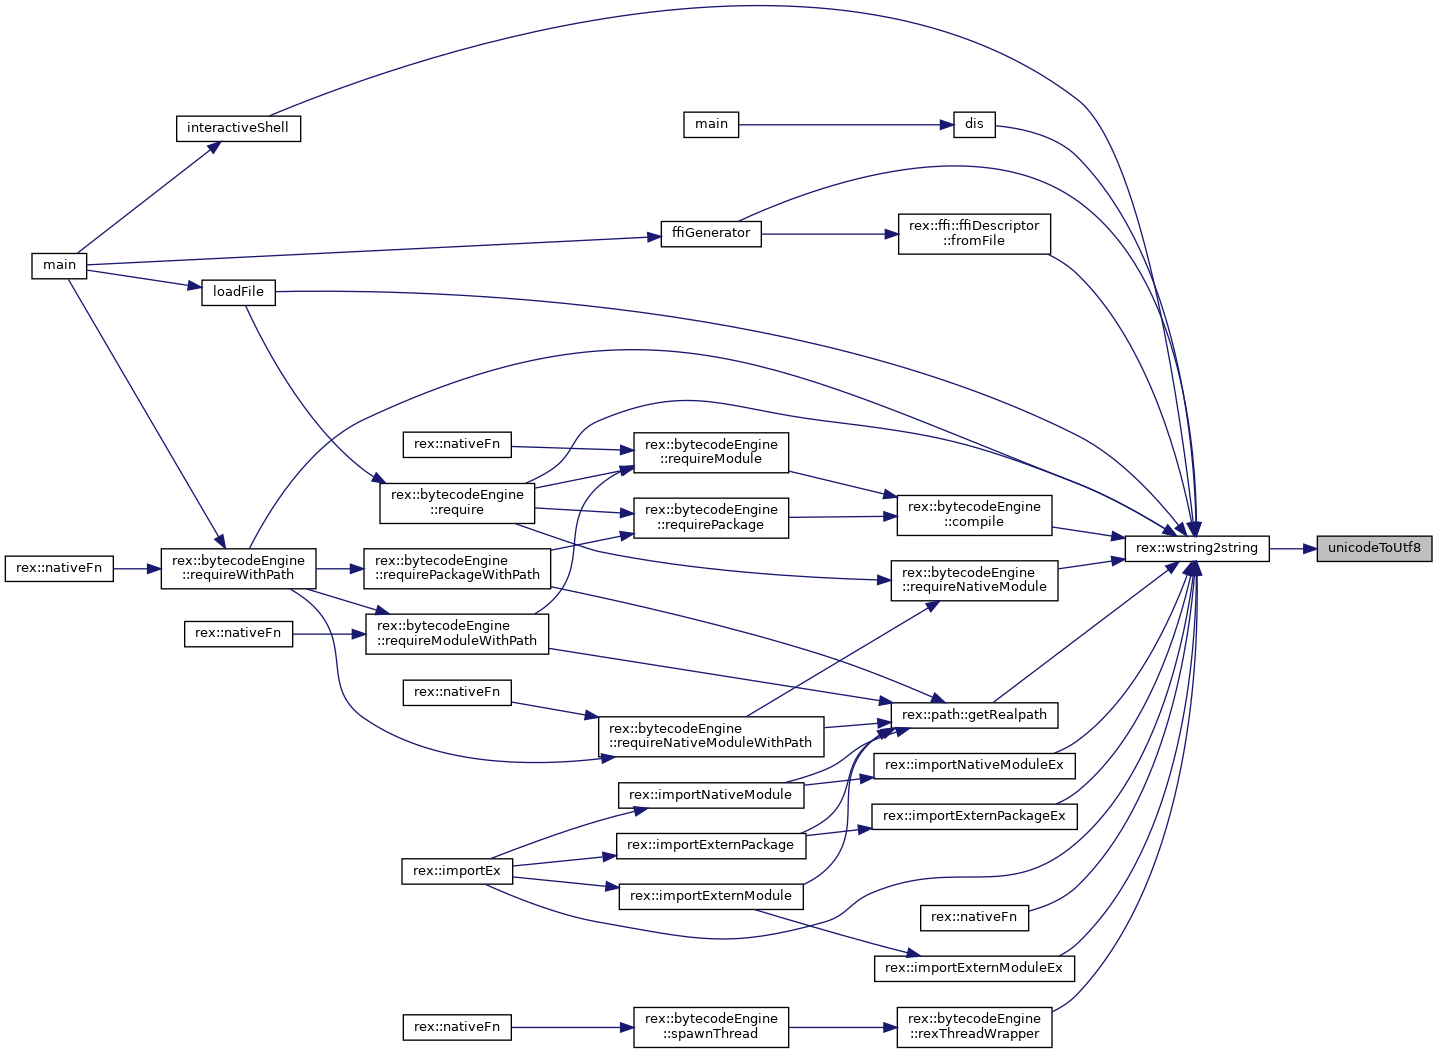 interactiveShell
main
dis
ffiGenerator
rex::ffi::ffiDescriptor
::fromFile
main
loadFile
rex::nativeFn
rex::bytecodeEngine
::requireModule
rex::bytecodeEngine
::require
rex::bytecodeEngine
::requirePackage
rex::bytecodeEngine
::compile
rex::wstring2string
unicodeToUtf8
rex::nativeFn
rex::bytecodeEngine
::requireWithPath
rex::bytecodeEngine
::requirePackageWithPath
rex::bytecodeEngine
::requireNativeModule
rex::nativeFn
rex::bytecodeEngine
::requireModuleWithPath
rex::nativeFn
rex::bytecodeEngine
::requireNativeModuleWithPath
rex::path::getRealpath
rex::importNativeModuleEx
rex::importNativeModule
rex::importExternPackageEx
rex::importExternPackage
rex::importEx
rex::importExternModule
rex::nativeFn
rex::importExternModuleEx
rex::nativeFn
rex::bytecodeEngine
::spawnThread
rex::bytecodeEngine
::rexThreadWrapper